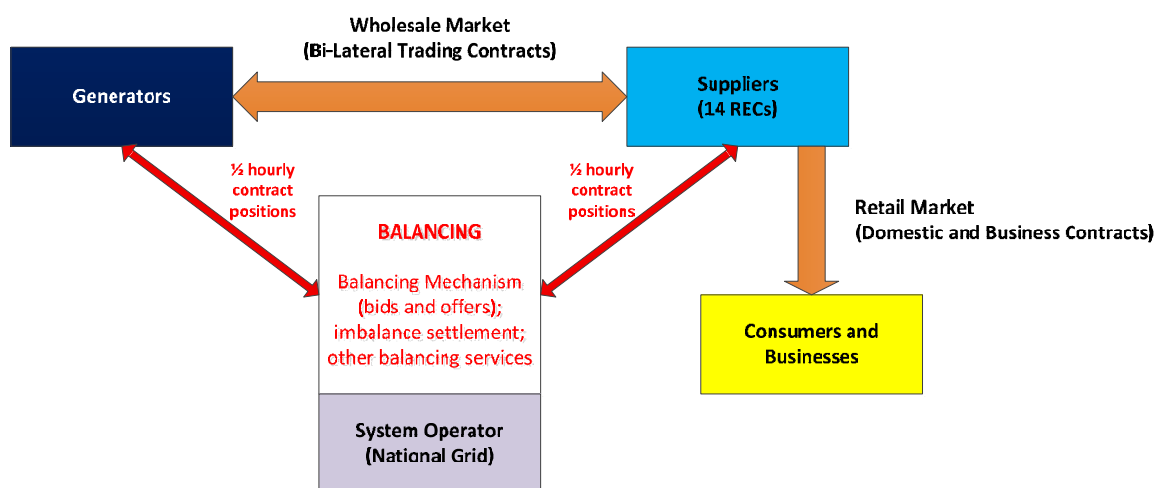 Wholesale Market
(Bi-Lateral Trading Contracts)
Generators
Suppliers
(14 RECs)
½ hourly
contract
positions
½ hourly
contract
positions
BALANCING
Balancing Mechanism
(bids and offers);
imbalance settlement;
other balancing services
System Operator
(National Grid)
Retail Market
(Domestic and Business Contracts)
Consumers and
Businesses